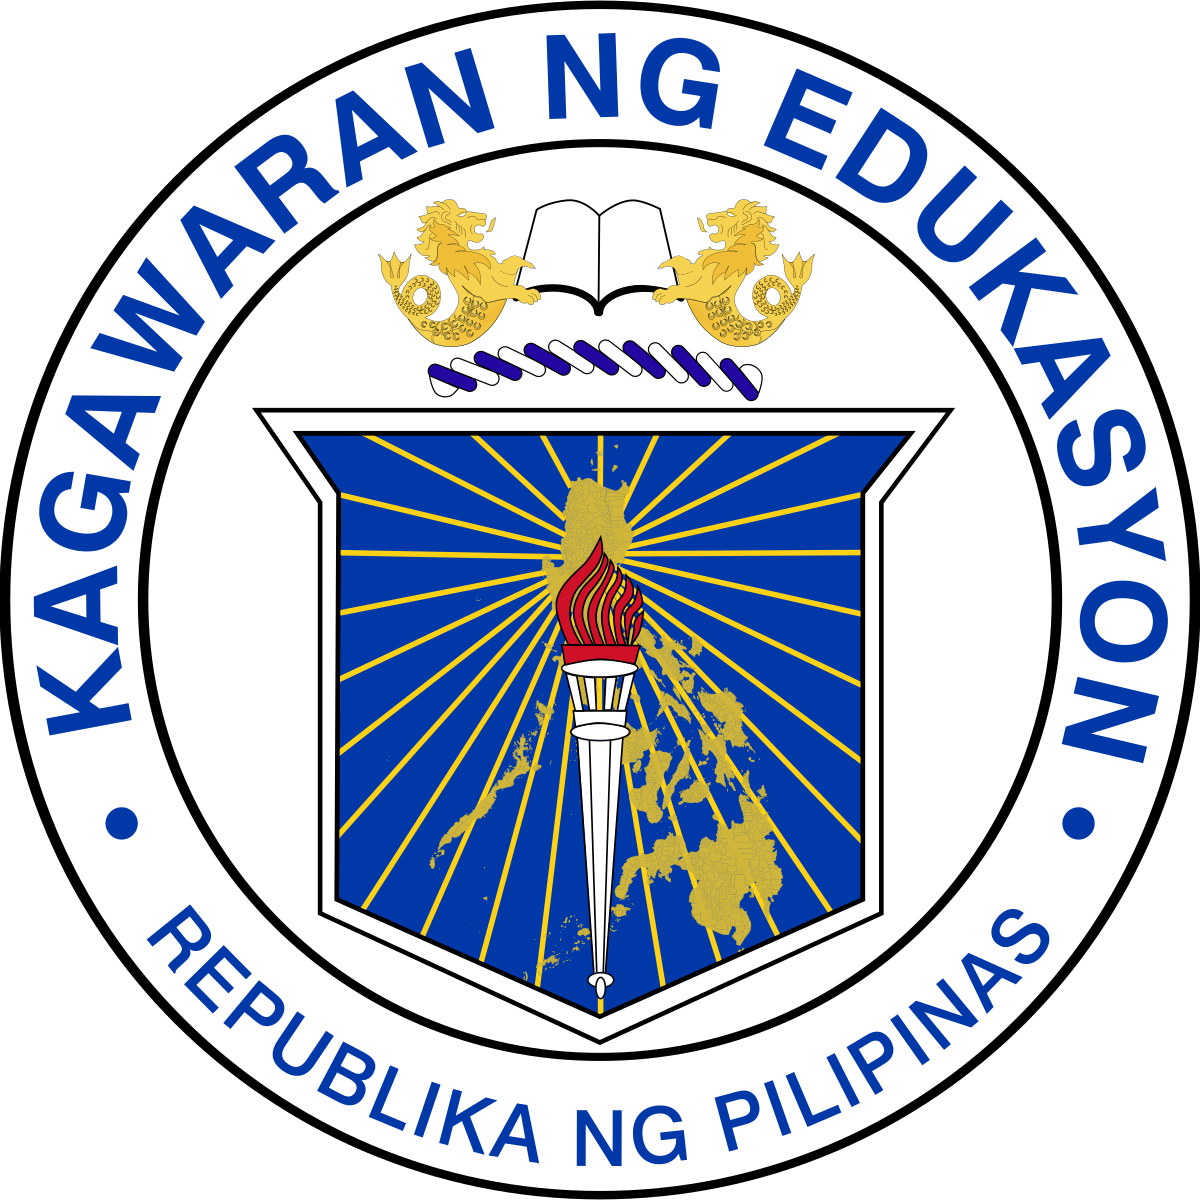 KAGAWARAN NG EDUKASYON
REPUBLIKA NG PILIPINAS